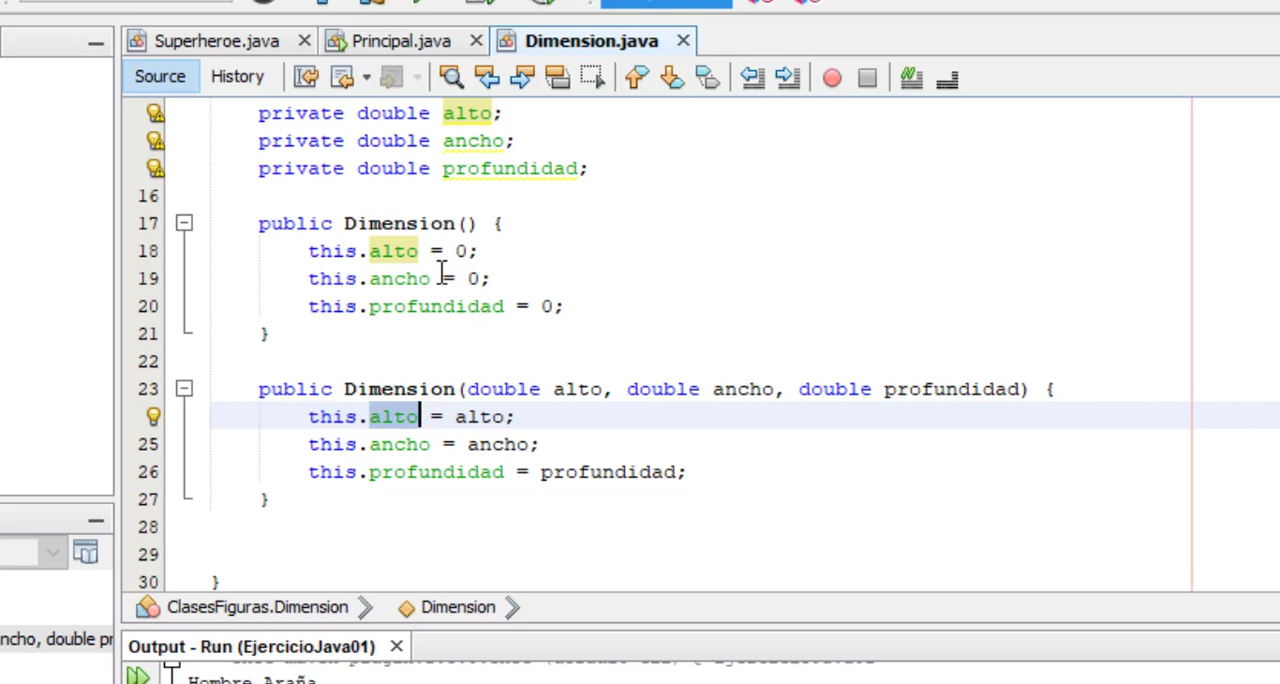 Superheroe.java Principal.java Dimension.java
Source History
private double alto;
private double ancho;
private double profundidad;
16
17 public Dimension() {
18 this.alto = 0;
19 this.ancho = 0;
20 this.profundidad = 0;
21 }
22
23 public Dimension(double alto, double ancho, double profundidad) {
this.alto = alto;
25 this.ancho = ancho;
26 this.profundidad = profundidad;
27 }
28
29
30 }
ClasesFiguras.Dimension Dimension
ncho, double pr
Output - Run (EjercicioJava01)
Hombre Araña